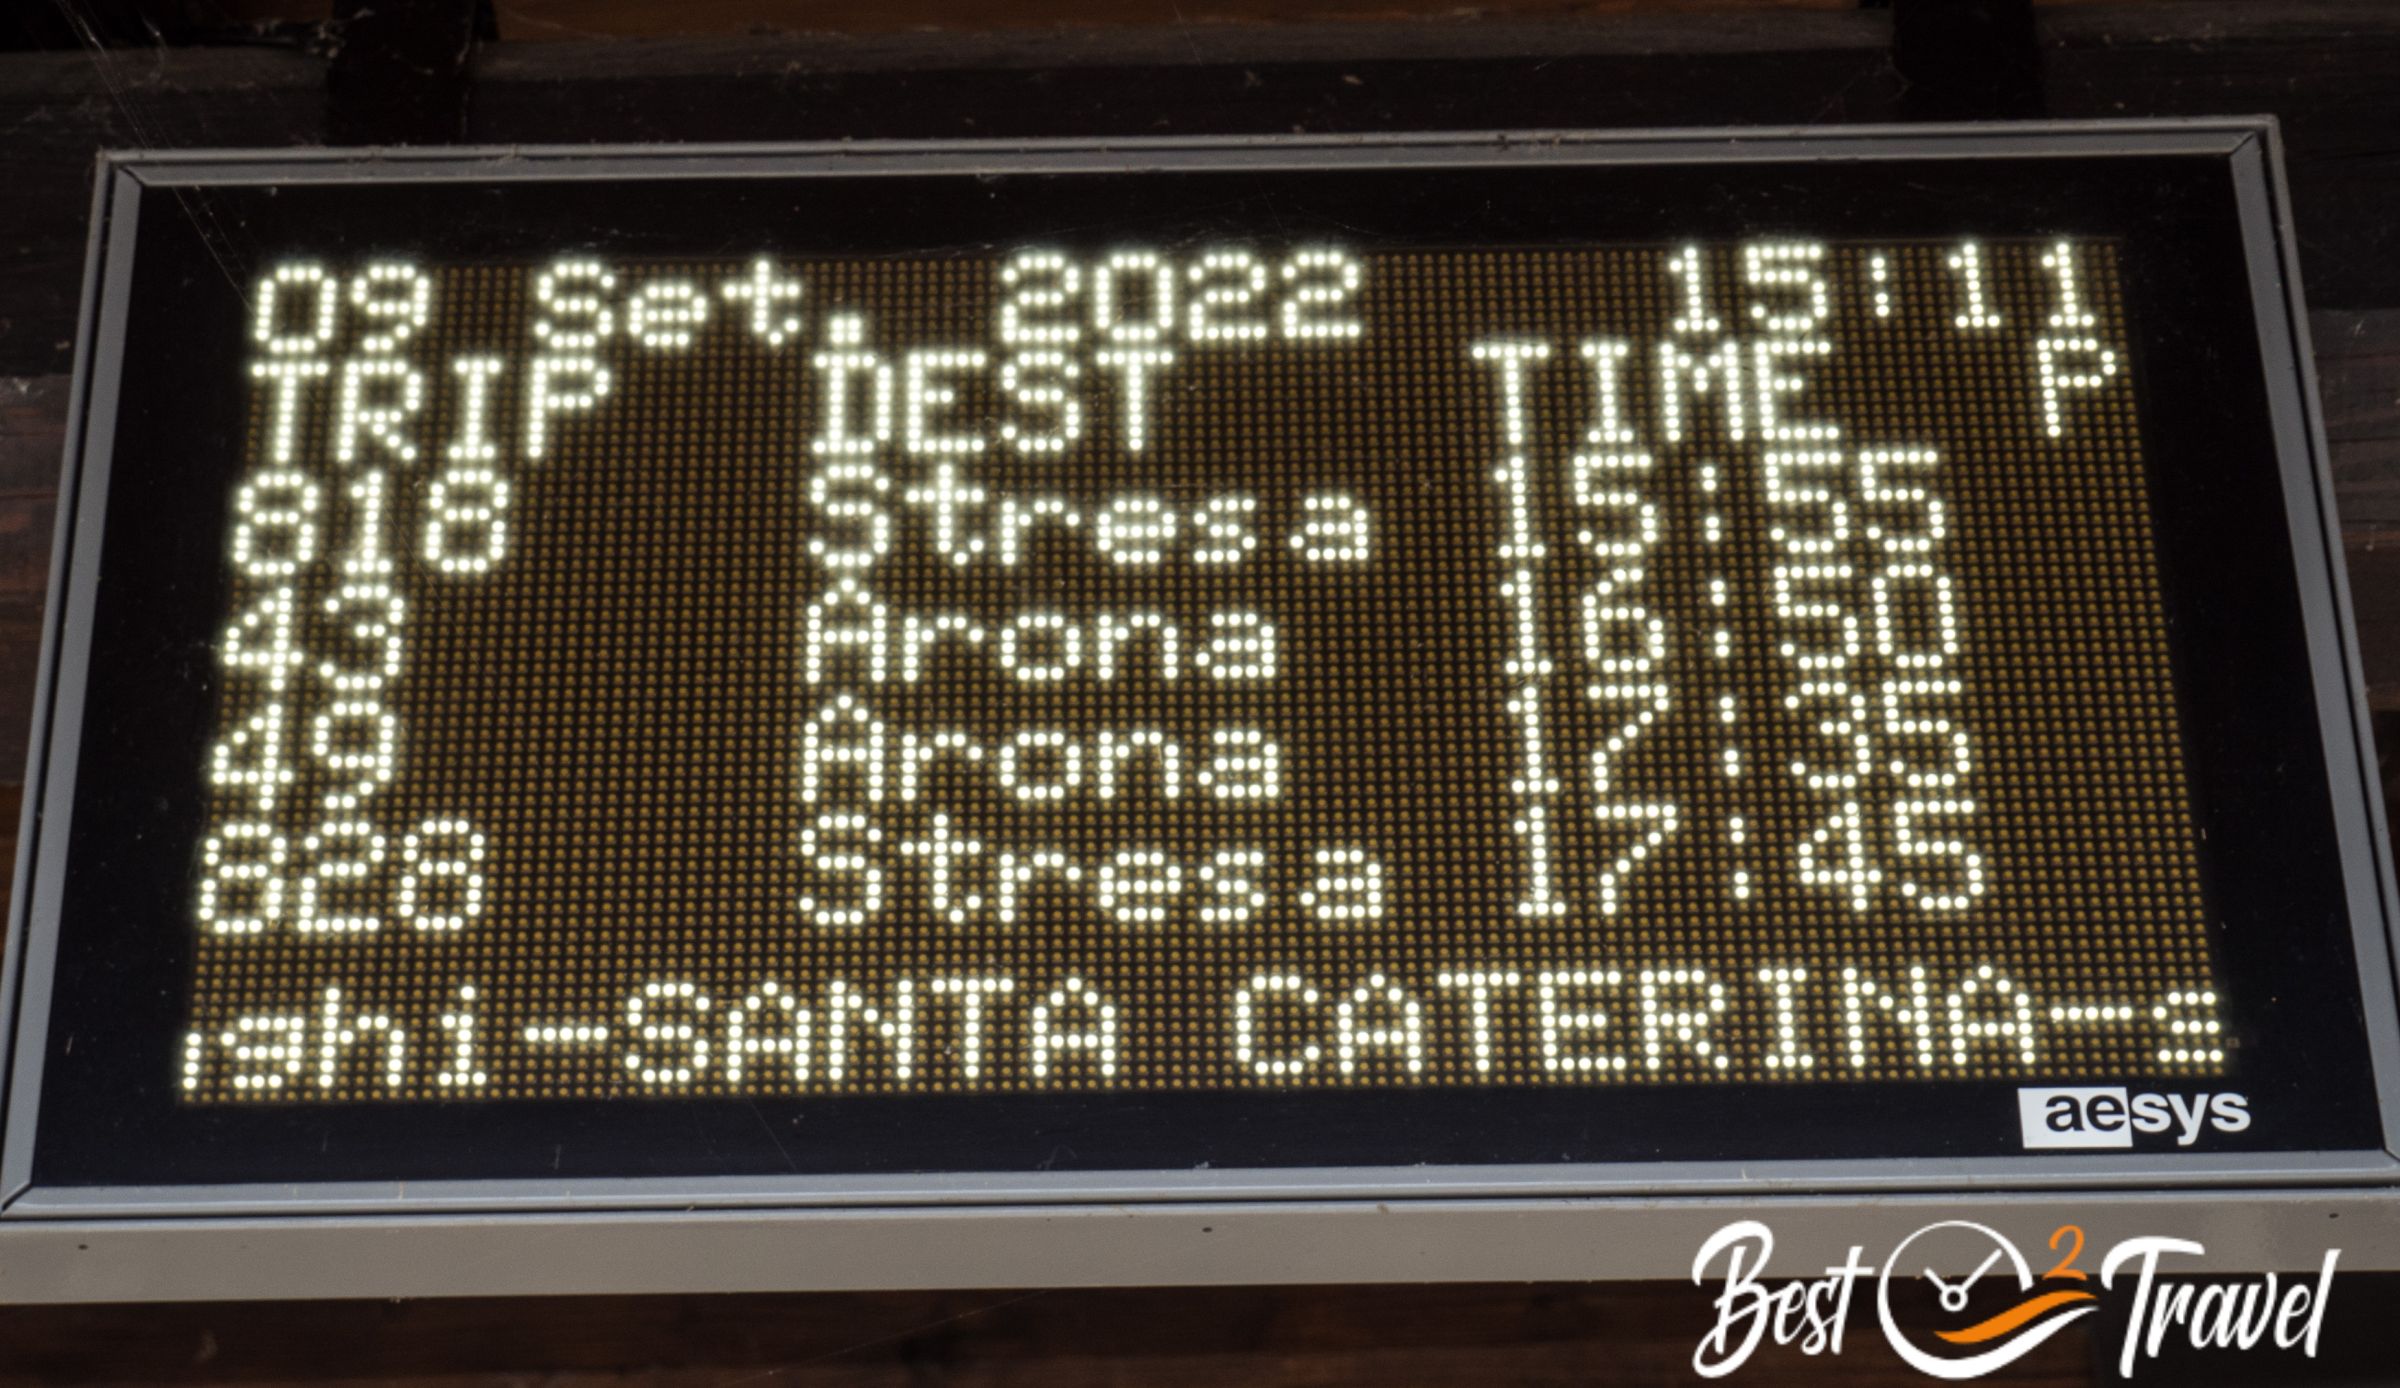 09 Set. 2022 15:11
TRIP DEST TIME P
818 Stresa 15:55
43 Arona 16:50
49 Arona 17:35
828 Stresa 17:45
ghi-SANTA CATERINA-s
aesys
Best 2 Travel